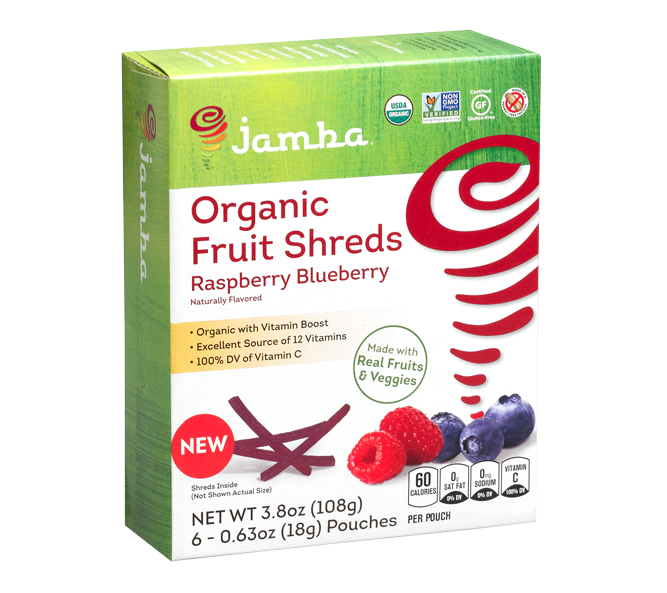 jamba
jamba
USDA
ORGANIC
NON
GMO
Project
VERIFIED
nongmoproject.org
Certified
GF
Gluten-Free
Organic
Fruit Shreds
Raspberry Blueberry
Naturally Flavored
• Organic with Vitamin Boost
• Excellent Source of 12 Vitamins
• 100% DV of Vitamin C
Made with
Real Fruits
& Veggies
NEW
Shreds Inside
(Not Shown Actual Size)
60
CALORIES
0g
SAT FAT
0% DV
0mg
SODIUM
0% DV
VITAMIN
C
100% DV
PER POUCH
NET WT 3.8oz (108g)
6 - 0.63oz (18g) Pouches